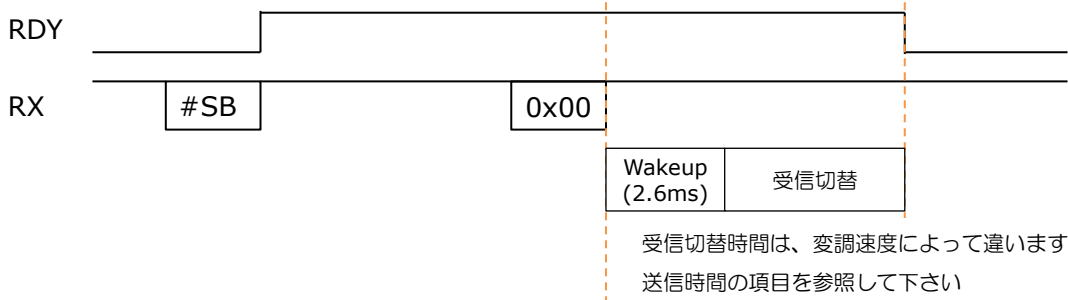 RDY
RX
#SB
0x00
Wakeup
(2.6ms)
受信切替
受信切替時間は、変調速度によって違います
送信時間の項目を参照して下さい